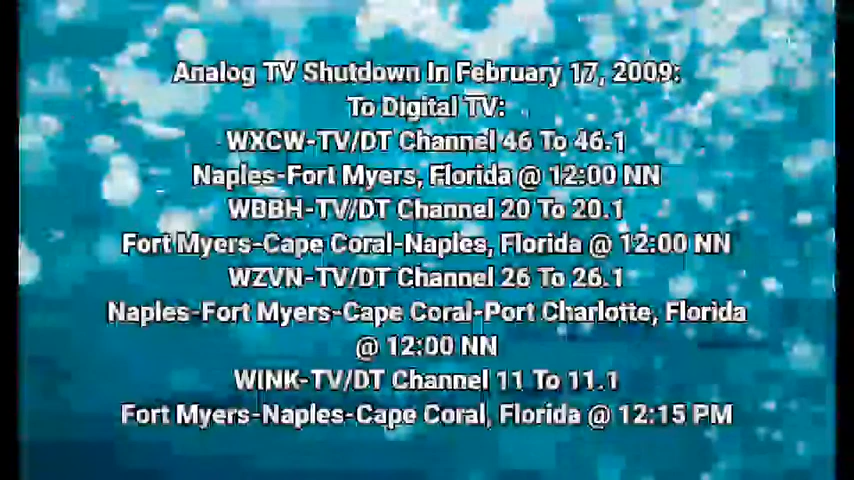 Analog TV Shutdown In February 17, 2009:
To Digital TV:
WXCW-TV/DT Channel 46 To 46.1
Naples-Fort Myers, Florida @ 12:00 NN
WBBH-TV/DT Channel 20 To 20.1
Fort Myers-Cape Coral-Naples, Florida @ 12:00 NN
WZVN-TV/DT Channel 26 To 26.1
Naples-Fort Myers-Cape Coral-Port Charlotte, Florida
@ 12:00 NN
WINK-TV/DT Channel 11 To 11.1
Fort Myers-Naples-Cape Coral, Florida @ 12:15 PM